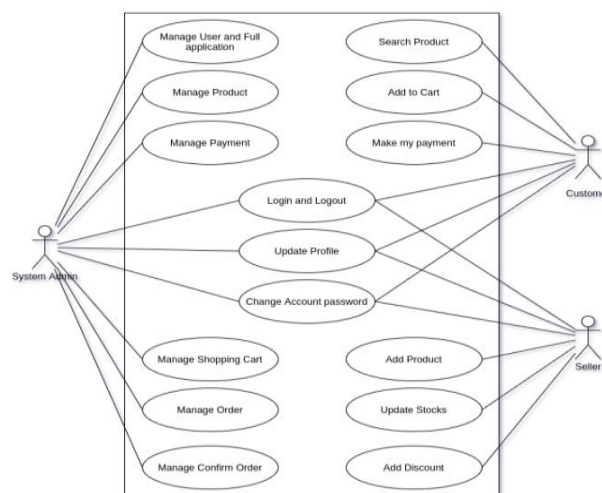 Manage User and Full
application
Search Product
Manage Product
Add to Cart
Manage Payment
Make my payment
Custome
Login and Logout
Update Profile
System Admin
Change Account password
Manage Shopping Cart
Add Product
Seller
Manage Order
Update Stocks
Manage Confirm Order
Add Discount